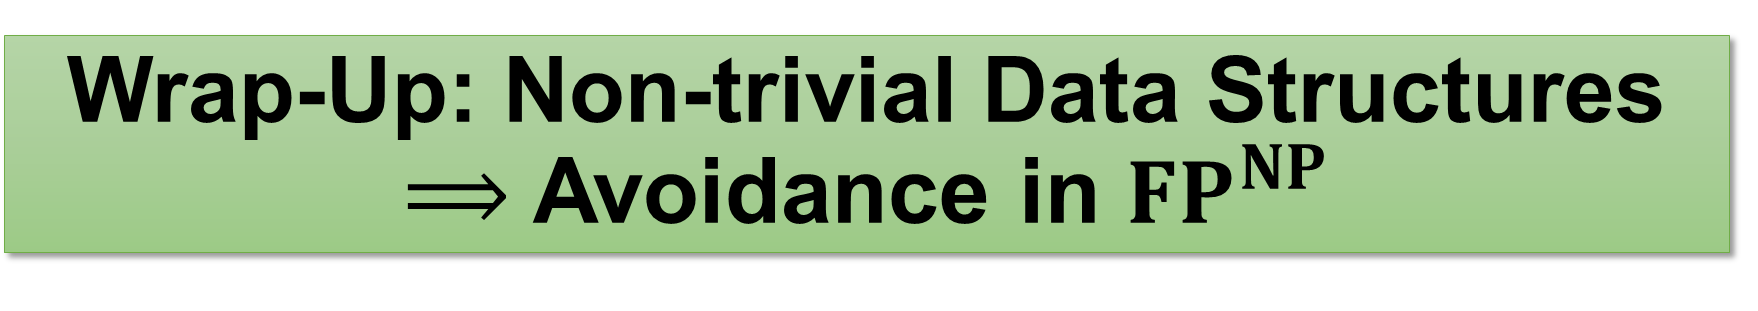 Wrap-Up: Non-trivial Data Structures
⟹ Avoidance in FP^NP